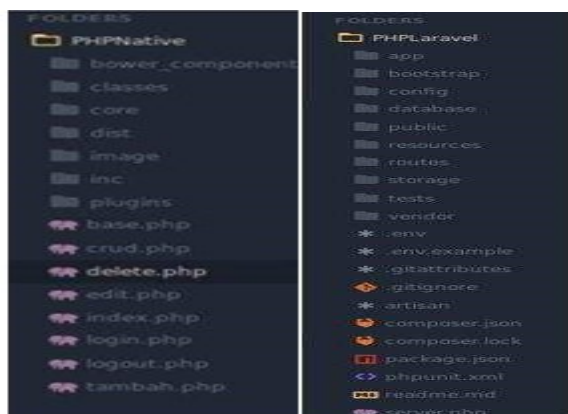 FOLDERS
PHPNative
bower_component
classes
core
dist
image
inc
plugins
base.php
crud.php
delete.php
edit.php
index.php
login.php
logout.php
tambah.php
FOLDERS
PHPLaravel
app
bootstrap
config
database
public
resources
routes
storage
tests
vendor
.env
.env.example
.gitattributes
.gitignore
artisan
composer.json
composer.lock
package.json
phpunit.xml
readme.md
server.php